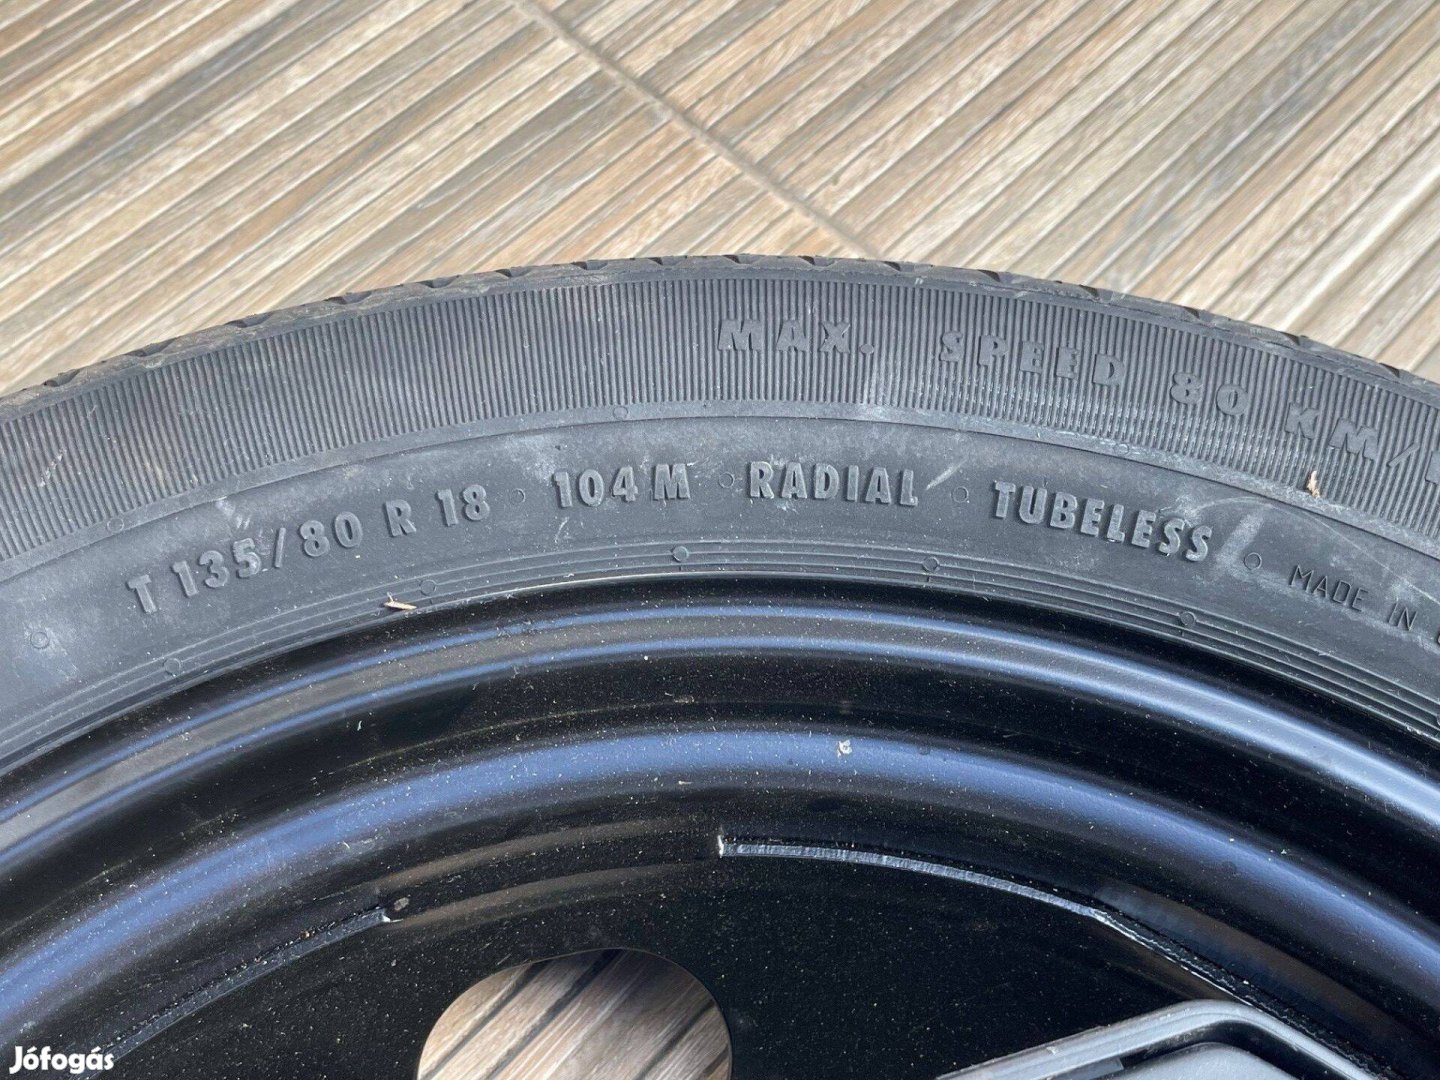 MAX. SPEED 80 KM/
T 135/80 R 18 104 M RADIAL TUBELESS MADE IN
Jófogás